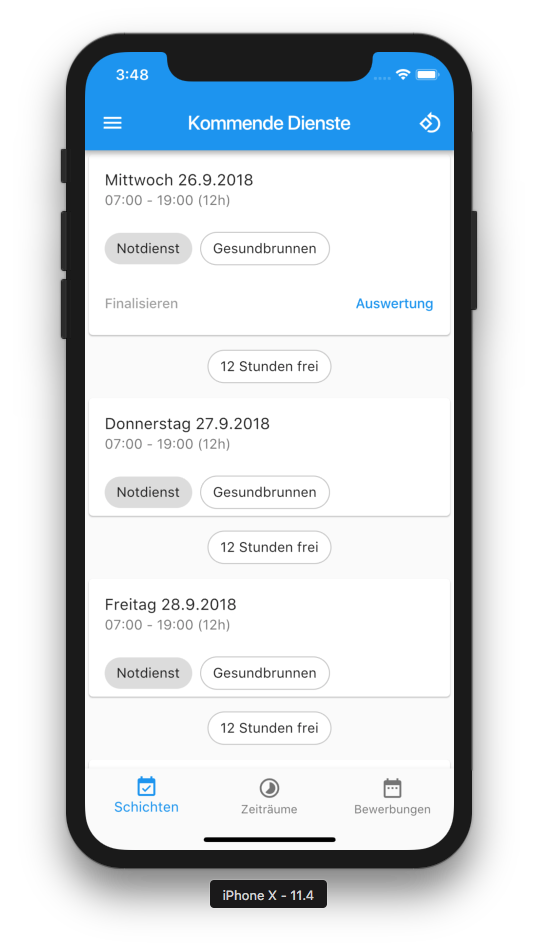 3:48
Kommende Dienste
Mittwoch 26.9.2018
07:00 - 19:00 (12h)
Notdienst Gesundbrunnen
Finalisieren Auswertung
12 Stunden frei
Donnerstag 27.9.2018
07:00 - 19:00 (12h)
Notdienst Gesundbrunnen
12 Stunden frei
Freitag 28.9.2018
07:00 - 19:00 (12h)
Notdienst Gesundbrunnen
12 Stunden frei
Schichten Zeiträume Bewerbungen
iPhone X - 11.4